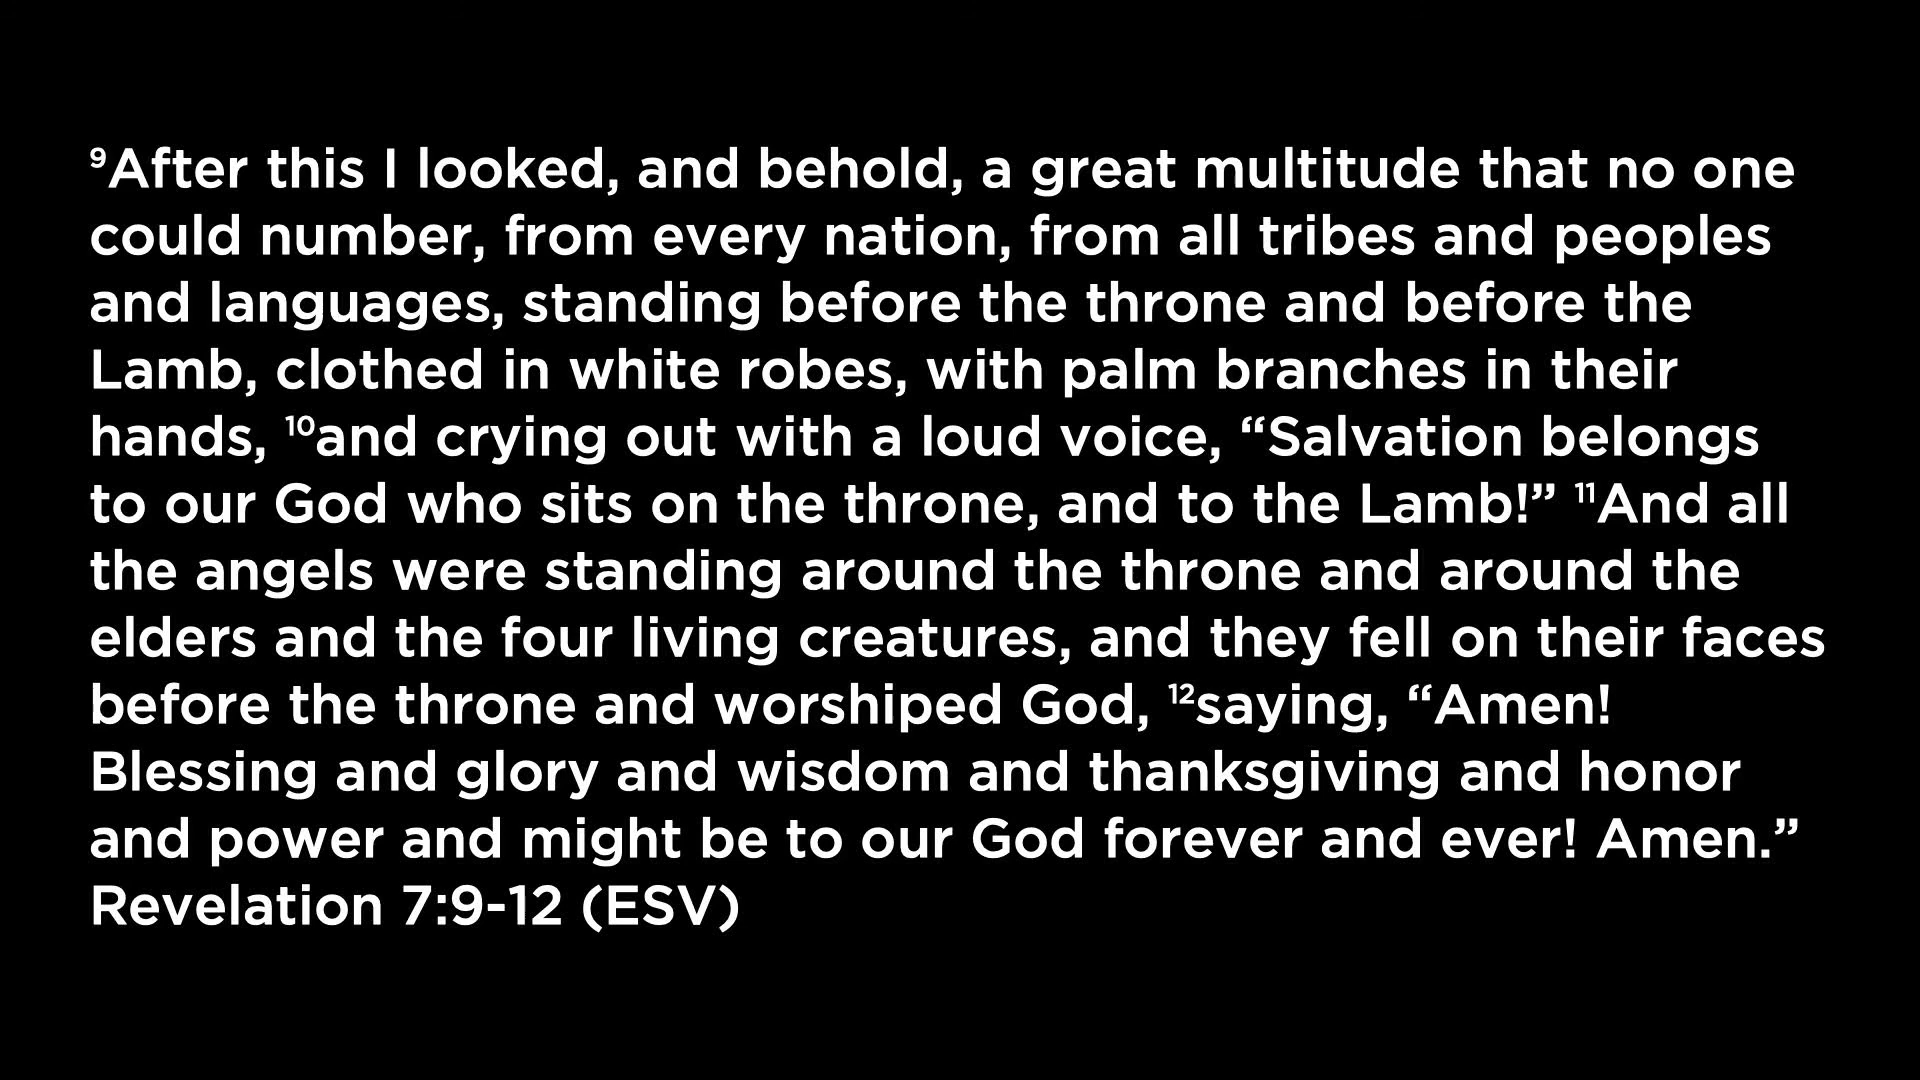 ⁹After this I looked, and behold, a great multitude that no one
could number, from every nation, from all tribes and peoples
and languages, standing before the throne and before the
Lamb, clothed in white robes, with palm branches in their
hands, ¹⁰and crying out with a loud voice, “Salvation belongs
to our God who sits on the throne, and to the Lamb!” ¹¹And all
the angels were standing around the throne and around the
elders and the four living creatures, and they fell on their faces
before the throne and worshiped God, ¹²saying, “Amen!
Blessing and glory and wisdom and thanksgiving and honor
and power and might be to our God forever and ever! Amen.”
Revelation 7:9-12 (ESV)